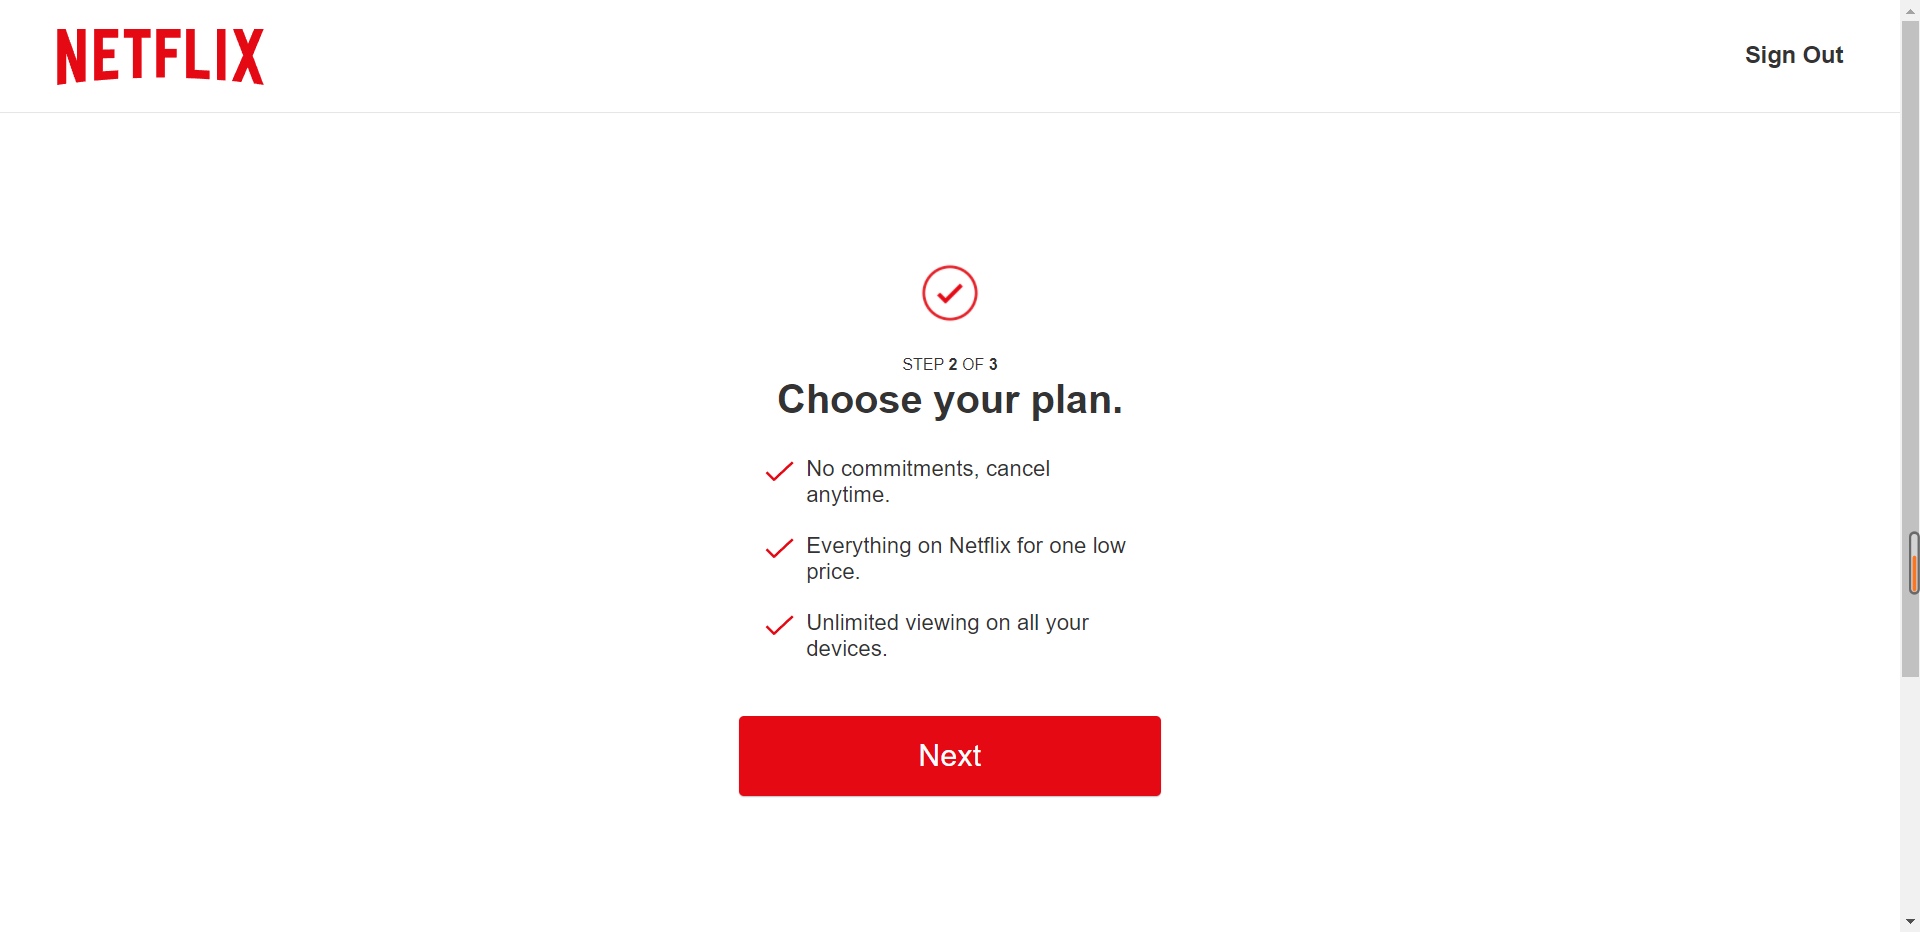 NETFLIX
Sign Out
STEP 2 OF 3
Choose your plan.
No commitments, cancel
anytime.
Everything on Netflix for one low
price.
Unlimited viewing on all your
devices.
Next